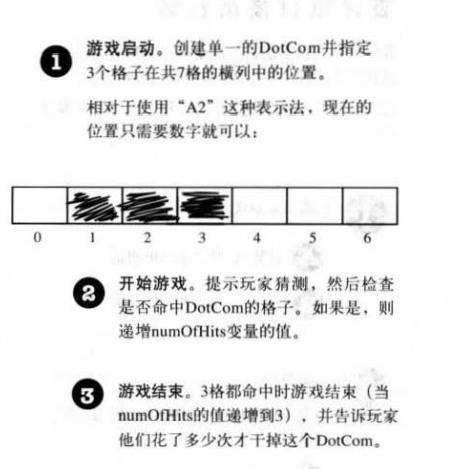 1 游戏启动。创建单一的DotCom并指定
3个格子在共7格的横列中的位置。
相对于使用“A2”这种表示法，现在的
位置只需要数字就可以：
0 1 2 3 4 5 6
2 开始游戏。提示玩家猜测，然后检查
是否命中DotCom的格子。如果是，则
递增numOfHits变量的值。
3 游戏结束。3格都命中时游戏结束（当
numOfHits的值递增到3），并告诉玩家
他们花了多少次才干掉这个DotCom。